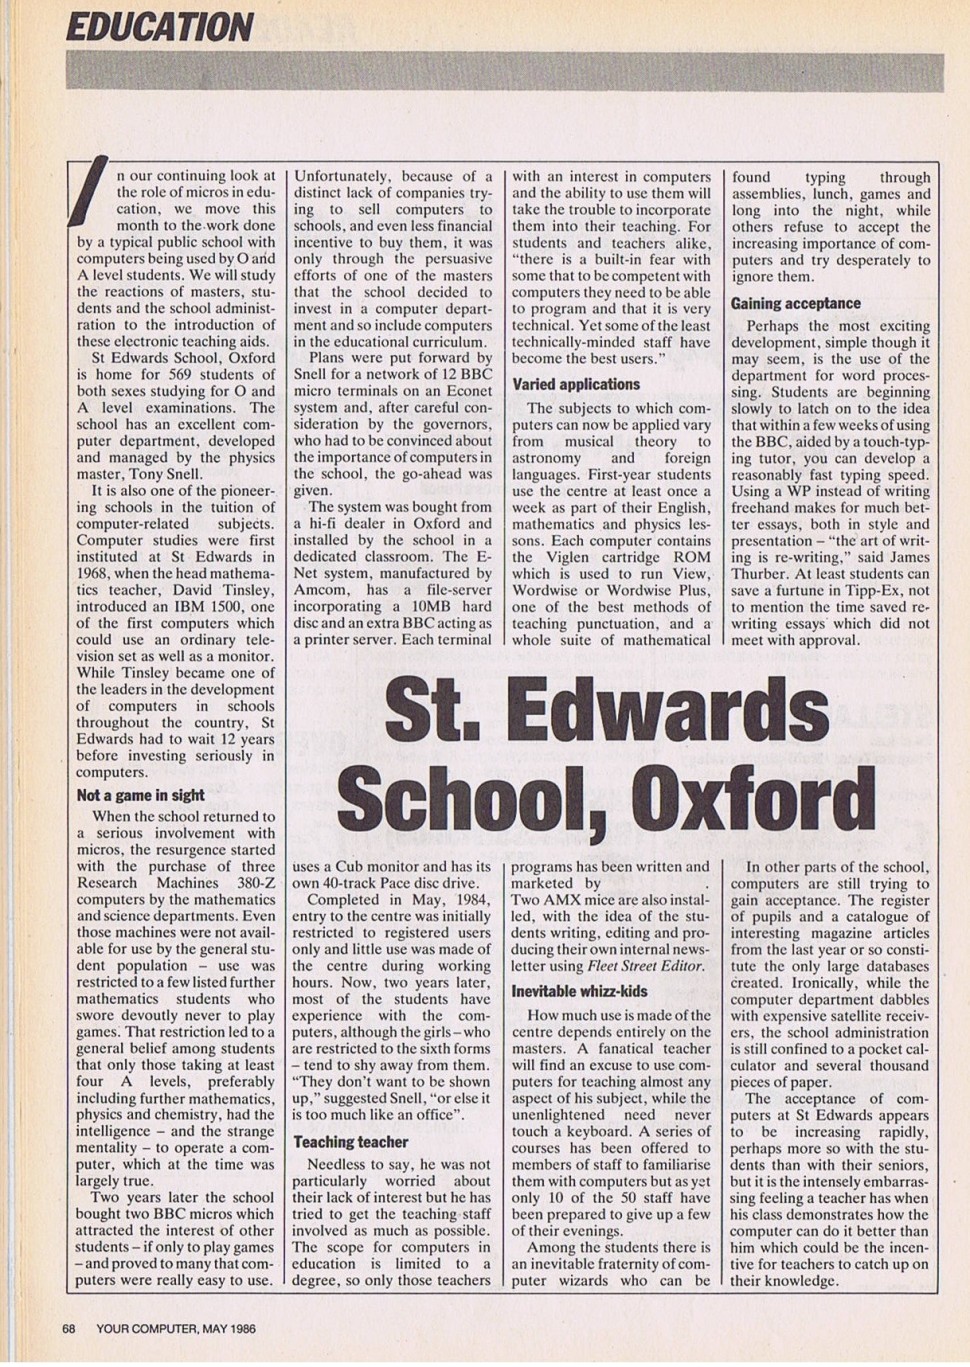 EDUCATION
St. Edwards
School, Oxford
In our continuing look at
the role of micros in edu-
cation, we move this
month to the work done
by a typical public school with
computers being used by O and
A level students. We will study
the reactions of masters, stu-
dents and the school administ-
ration to the introduction of
these electronic teaching aids.
St Edwards School, Oxford
is home for 569 students of
both sexes studying for O and
A level examinations. The
school has an excellent com-
puter department, developed
and managed by the physics
master, Tony Snell.
It is also one of the pioneer-
ing schools in the tuition of
computer-related subjects.
Computer studies were first
instituted at St Edwards in
1968, when the head mathema-
tics teacher, David Tinsley,
introduced an IBM 1500, one
of the first computers which
could use an ordinary tele-
vision set as well as a monitor.
While Tinsley became one of
the leaders in the development
of computers in schools
throughout the country, St
Edwards had to wait 12 years
before investing seriously in
computers.
Not a game in sight
When the school returned to
a serious involvement with
micros, the resurgence started
with the purchase of three
Research Machines 380-Z
computers by the mathematics
and science departments. Even
those machines were not avail-
able for use by the general stu-
dent population – use was
restricted to a few listed further
mathematics students who
swore devoutly never to play
games. That restriction led to a
general belief among students
that only those taking at least
four A levels, preferably
including further mathematics,
physics and chemistry, had the
intelligence – and the strange
mentality – to operate a com-
puter, which at the time was
largely true.
Two years later the school
bought two BBC micros which
attracted the interest of other
students – if only to play games
– and proved to many that com-
puters were really easy to use.
Unfortunately, because of a
distinct lack of companies try-
ing to sell computers to
schools, and even less financial
incentive to buy them, it was
only through the persuasive
efforts of one of the masters
that the school decided to
invest in a computer depart-
ment and so include computers
in the educational curriculum.
Plans were put forward by
Snell for a network of 12 BBC
micro terminals on an Econet
system and, after careful con-
sideration by the governors,
who had to be convinced about
the importance of computers in
the school, the go-ahead was
given.
The system was bought from
a hi-fi dealer in Oxford and
installed by the school in a
dedicated classroom. The E-
Net system, manufactured by
Amcom, has a file-server
incorporating a 10MB hard
disc and an extra BBC acting as
a printer server. Each terminal
uses a Cub monitor and has its
own 40-track Pace disc drive.
Completed in May, 1984,
entry to the centre was initially
restricted to registered users
only and little use was made of
the centre during working
hours. Now, two years later,
most of the students have
experience with the com-
puters, although the girls – who
are restricted to the sixth forms
– tend to shy away from them.
“They don’t want to be shown
up,” suggested Snell, “or else it
is too much like an office”.
Teaching teacher
Needless to say, he was not
particularly worried about
their lack of interest but he has
tried to get the teaching staff
involved as much as possible.
The scope for computers in
education is limited to a
degree, so only those teachers
with an interest in computers
and the ability to use them will
take the trouble to incorporate
them into their teaching. For
students and teachers alike,
“there is a built-in fear with
some that to be competent with
computers they need to be able
to program and that it is very
technical. Yet some of the least
technically-minded staff have
become the best users.”
Varied applications
The subjects to which com-
puters can now be applied vary
from musical theory to
astronomy and foreign
languages. First-year students
use the centre at least once a
week as part of their English,
mathematics and physics les-
sons. Each computer contains
the Viglen cartridge ROM
which is used to run View,
Wordwise or Wordwise Plus,
one of the best methods of
teaching punctuation, and a
whole suite of mathematical
programs has been written and
marketed by .
Two AMX mice are also instal-
led, with the idea of the stu-
dents writing, editing and pro-
ducing their own internal news-
letter using Fleet Street Editor.
Inevitable whizz-kids
How much use is made of the
centre depends entirely on the
masters. A fanatical teacher
will find an excuse to use com-
puters for teaching almost any
aspect of his subject, while the
unenlightened need never
touch a keyboard. A series of
courses has been offered to
members of staff to familiarise
them with computers but as yet
only 10 of the 50 staff have
been prepared to give up a few
of their evenings.
Among the students there is
an inevitable fraternity of com-
puter wizards who can be
found typing through
assemblies, lunch, games and
long into the night, while
others refuse to accept the
increasing importance of com-
puters and try desperately to
ignore them.
Gaining acceptance
Perhaps the most exciting
development, simple though it
may seem, is the use of the
department for word proces-
sing. Students are beginning
slowly to latch on to the idea
that within a few weeks of using
the BBC, aided by a touch-typ-
ing tutor, you can develop a
reasonably fast typing speed.
Using a WP instead of writing
freehand makes for much bet-
ter essays, both in style and
presentation – “the art of writ-
ing is re-writing,” said James
Thurber. At least students can
save a furtune in Tipp-Ex, not
to mention the time saved re-
writing essays which did not
meet with approval.
In other parts of the school,
computers are still trying to
gain acceptance. The register
of pupils and a catalogue of
interesting magazine articles
from the last year or so consti-
tute the only large databases
created. Ironically, while the
computer department dabbles
with expensive satellite receiv-
ers, the school administration
is still confined to a pocket cal-
culator and several thousand
pieces of paper.
The acceptance of com-
puters at St Edwards appears
to be increasing rapidly,
perhaps more so with the stu-
dents than with their seniors,
but it is the intensely embarras-
sing feeling a teacher has when
his class demonstrates how the
computer can do it better than
him which could be the incen-
tive for teachers to catch up on
their knowledge.
68 YOUR COMPUTER, MAY 1986